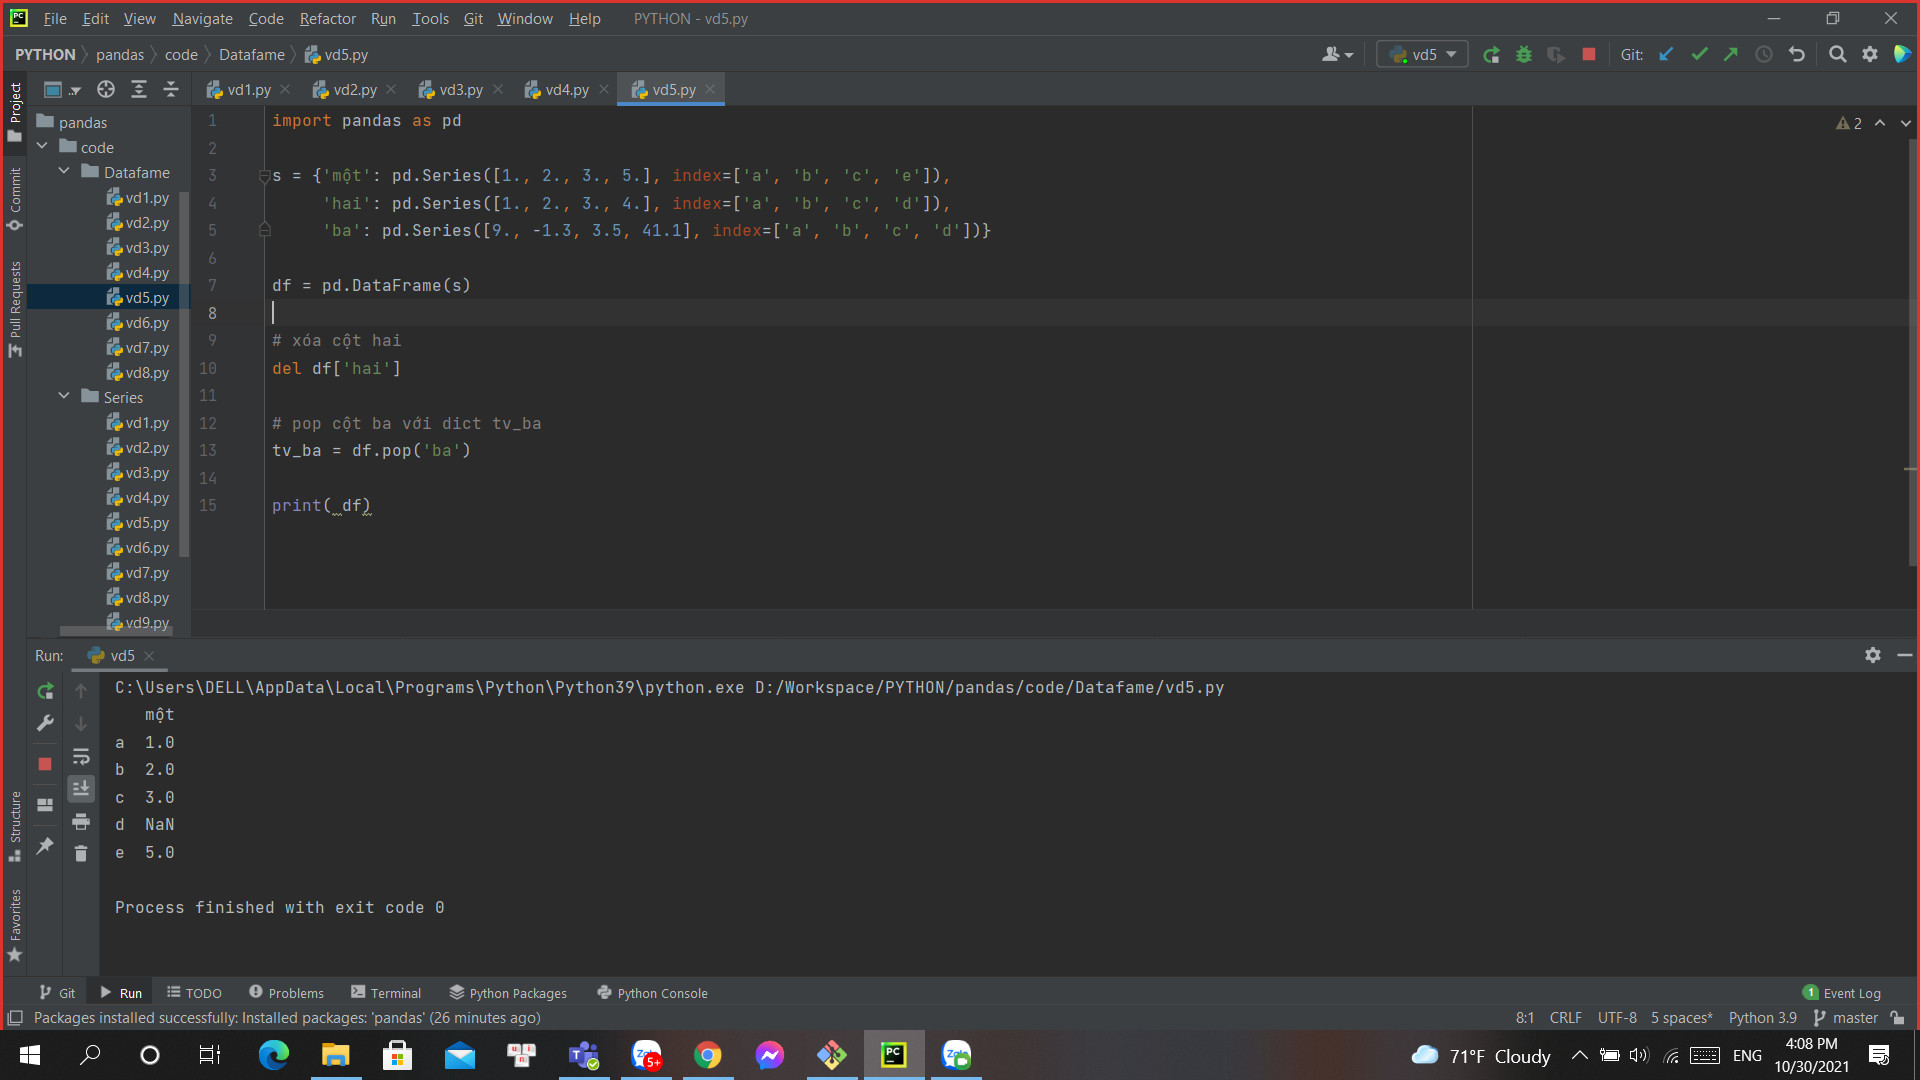 File Edit View Navigate Code Refactor Run Tools Git Window Help PYTHON - vd5.py
PYTHON pandas code Datafame vd5.py vd5 Git:
vd1.py vd2.py vd3.py vd4.py vd5.py
Project
Commit
Pull Requests
Structure
Favorites
pandas
code
Datafame
vd1.py
vd2.py
vd3.py
vd4.py
vd5.py
vd6.py
vd7.py
vd8.py
Series
vd1.py
vd2.py
vd3.py
vd4.py
vd5.py
vd6.py
vd7.py
vd8.py
vd9.py
2
1 import pandas as pd
2
3 s = {'một': pd.Series([1., 2., 3., 5.], index=['a', 'b', 'c', 'e']),
4 'hai': pd.Series([1., 2., 3., 4.], index=['a', 'b', 'c', 'd']),
5 'ba': pd.Series([9., -1.3, 3.5, 41.1], index=['a', 'b', 'c', 'd'])}
6
7 df = pd.DataFrame(s)
8
9 # xóa cột hai
10 del df['hai']
11
12 # pop cột ba với dict tv_ba
13 tv_ba = df.pop('ba')
14
15 print( df)
Run: vd5
C:\Users\DELL\AppData\Local\Programs\Python\Python39\python.exe D:/Workspace/PYTHON/pandas/code/Datafame/vd5.py
một
a 1.0
b 2.0
c 3.0
d NaN
e 5.0
Process finished with exit code 0
Git Run TODO Problems Terminal Python Packages Python Console 1 Event Log
Packages installed successfully: Installed packages: 'pandas' (26 minutes ago) 8:1 CRLF UTF-8 5 spaces* Python 3.9 master
71°F Cloudy ENG 4:08 PM
10/30/2021